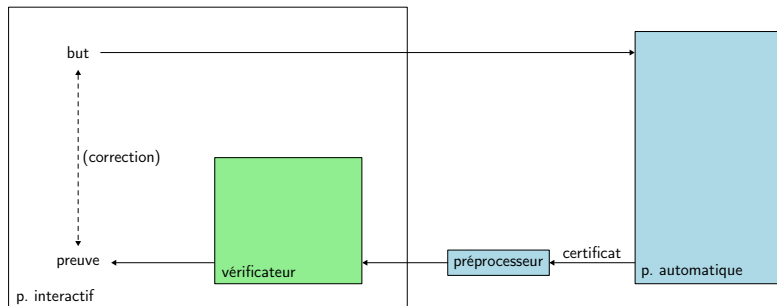 but
(correction)
certificat
preuve
vérificateur
préprocesseur
p. automatique
p. interactif